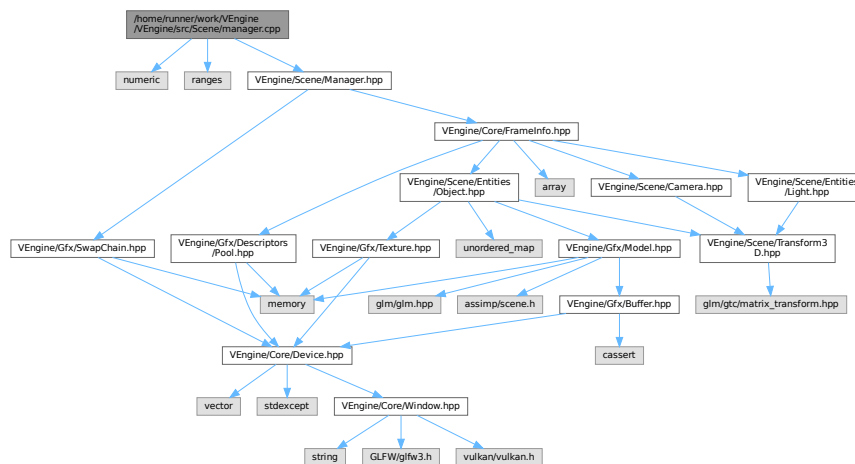 /home/runner/work/VEngine
/VEngine/src/Scene/manager.cpp
numeric
ranges
VEngine/Scene/Manager.hpp
VEngine/Core/FrameInfo.hpp
VEngine/Scene/Entities
/Object.hpp
array
VEngine/Scene/Camera.hpp
VEngine/Scene/Entities
/Light.hpp
VEngine/Gfx/SwapChain.hpp
VEngine/Gfx/Descriptors
/Pool.hpp
VEngine/Gfx/Texture.hpp
unordered_map
VEngine/Gfx/Model.hpp
VEngine/Scene/Transform3
D.hpp
memory
glm/glm.hpp
assimp/scene.h
VEngine/Gfx/Buffer.hpp
glm/gtc/matrix_transform.hpp
VEngine/Core/Device.hpp
cassert
vector
stdexcept
VEngine/Core/Window.hpp
string
GLFW/glfw3.h
vulkan/vulkan.h